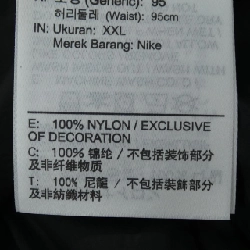 (Generic): 95
허리둘레 (Waist): 95cm
IN: Ukuran: XXL
Merek Barang: Nike
E: 100% NYLON / EXCLUSIVE
OF DECORATION
C: 100% 锦纶 / 不包括装饰部分
及非纤维物质
T: 100% 尼龍 / 不包括裝飾部分
及非紡織材料